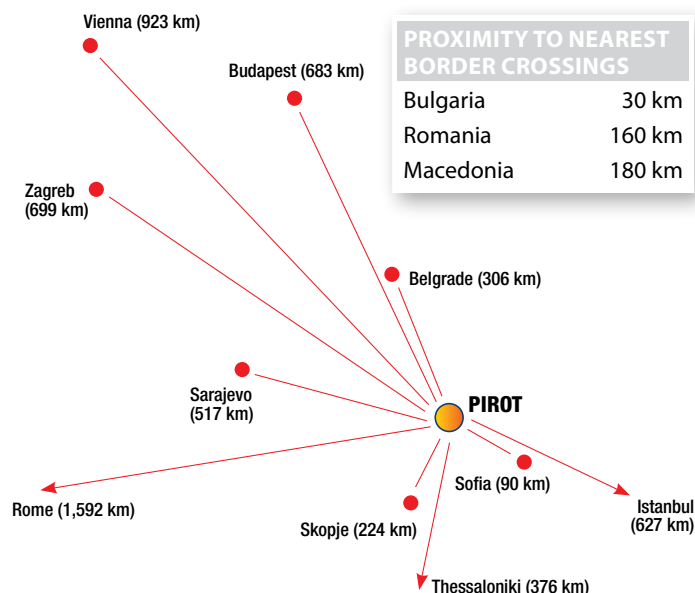 Vienna (923 km)
PROXIMITY TO NEAREST
BORDER CROSSINGS
Bulgaria 30 km
Romania 160 km
Macedonia 180 km
Budapest (683 km)
Zagreb
(699 km)
Belgrade (306 km)
Sarajevo
(517 km)
PIROT
Sofia (90 km)
Rome (1,592 km)
Skopje (224 km)
Istanbul
(627 km)
Thessaloniki (376 km)